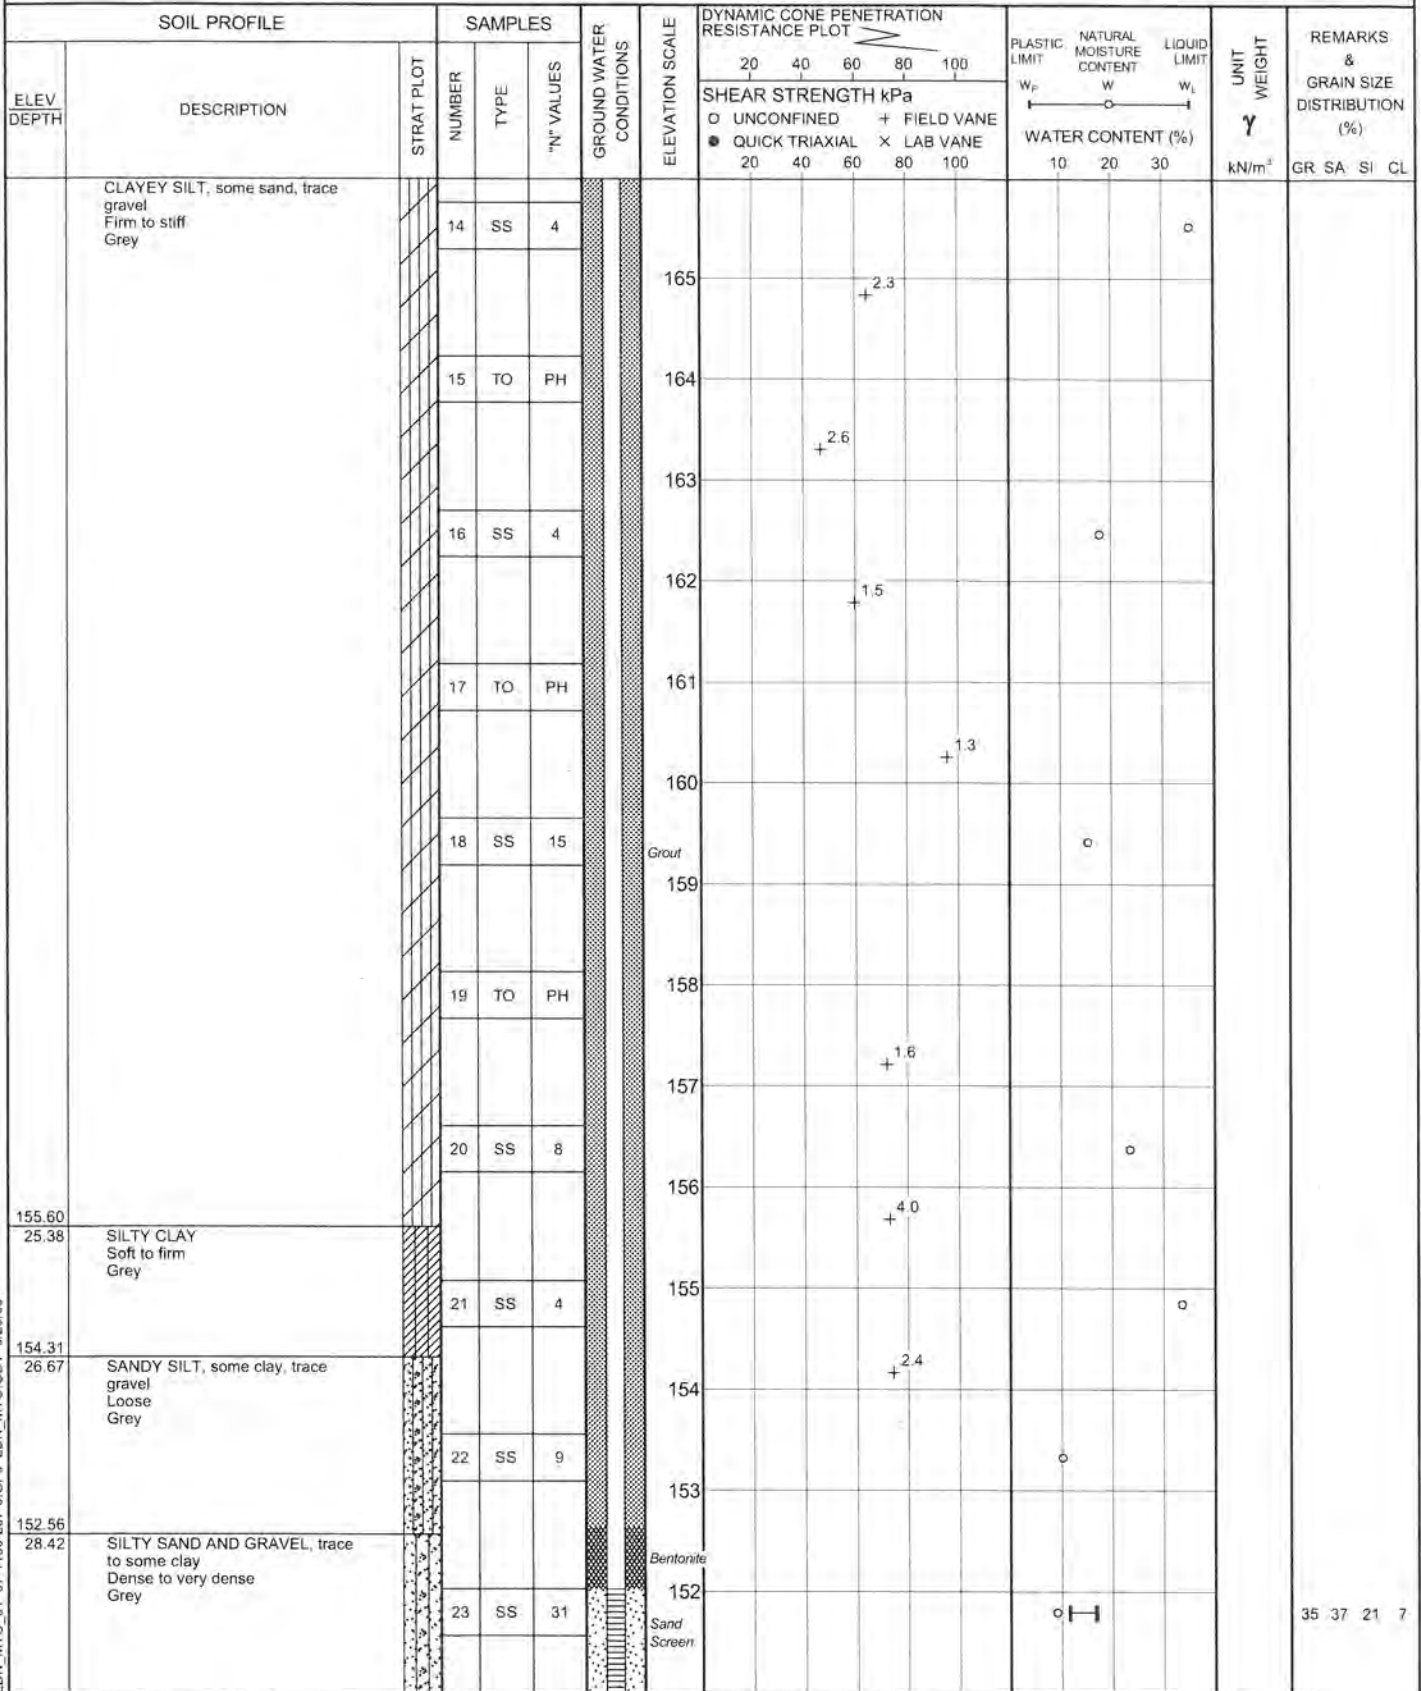 SOIL PROFILE
SAMPLES
GROUND WATER CONDITIONS
ELEVATION SCALE
DYNAMIC CONE PENETRATION
RESISTANCE PLOT
20 40 60 80 100
SHEAR STRENGTH kPa
O UNCONFINED + FIELD VANE
● QUICK TRIAXIAL × LAB VANE
20 40 60 80 100
PLASTIC LIMIT
NATURAL MOISTURE CONTENT
LIQUID LIMIT
WP W WL
WATER CONTENT (%)
10 20 30
UNIT WEIGHT
γ
kN/m³
REMARKS
&
GRAIN SIZE
DISTRIBUTION
(%)
GR SA SI CL
ELEV
DEPTH
DESCRIPTION
STRAT PLOT
NUMBER
TYPE
"N" VALUES
CLAYEY SILT, some sand, trace
gravel
Firm to stiff
Grey
14 SS 4
165
2.3
15 TO PH
164
2.6
163
16 SS 4
162
1.5
17 TO PH
161
1.3
160
18 SS 15
Grout
159
19 TO PH
158
1.6
157
20 SS 8
156
4.0
155.60
25.38
SILTY CLAY
Soft to firm
Grey
155
21 SS 4
154.31
26.67
SANDY SILT, some clay, trace
gravel
Loose
Grey
2.4
154
22 SS 9
153
152.56
28.42
SILTY SAND AND GRAVEL, trace
to some clay
Dense to very dense
Grey
Bentonite
152
23 SS 31
Sand
Screen
35 37 21 7